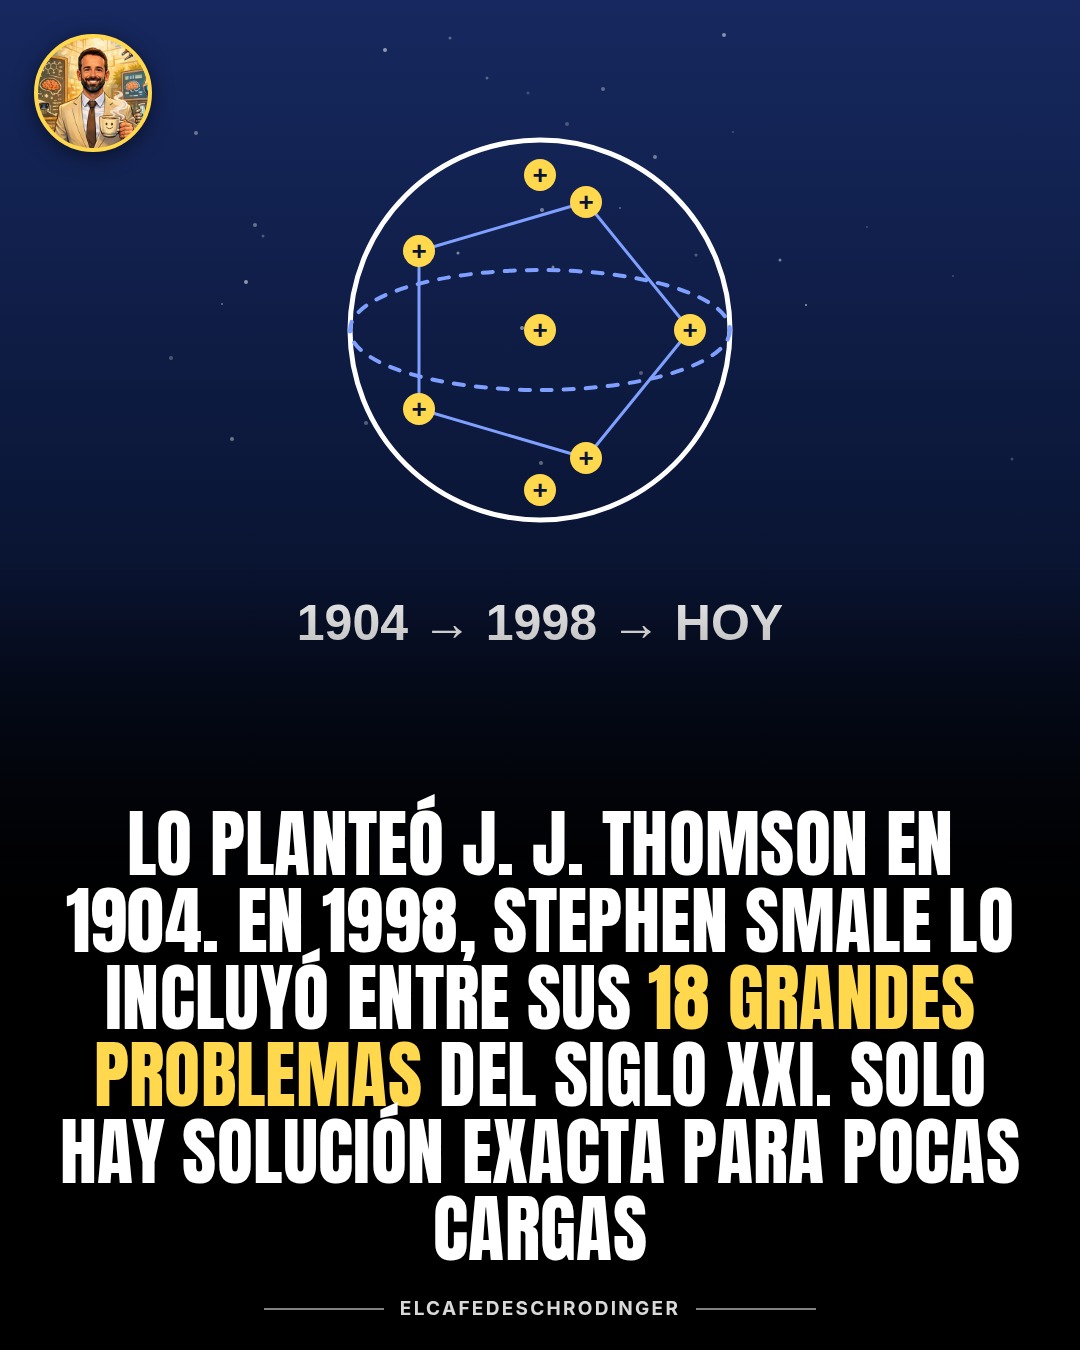 +
+
+
+
+
+
+
+
1904 → 1998 → HOY
LO PLANTEÓ J. J. THOMSON EN
1904. EN 1998, STEPHEN SMALE LO
INCLUYÓ ENTRE SUS 18 GRANDES
PROBLEMAS DEL SIGLO XXI. SOLO
HAY SOLUCIÓN EXACTA PARA POCAS
CARGAS
ELCAFEDESCHRODINGER